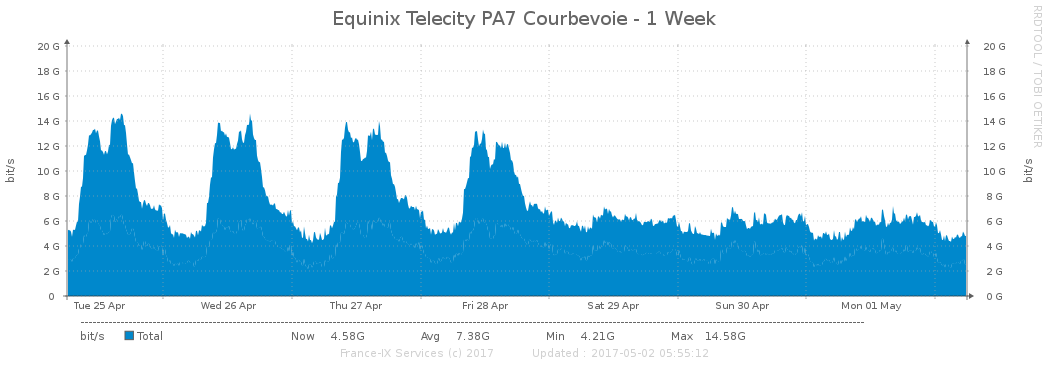 Equinix Telecity PA7 Courbevoie - 1 Week
RRDTOOL / TOBI OETIKER
bit/s
20 G
18 G
16 G
14 G
12 G
10 G
8 G
6 G
4 G
2 G
0
20 G
18 G
16 G
14 G
12 G
10 G
8 G
6 G
4 G
2 G
0 G
bit/s
Tue 25 Apr Wed 26 Apr Thu 27 Apr Fri 28 Apr Sat 29 Apr Sun 30 Apr Mon 01 May
bit/s Total Now 4.58G Avg 7.38G Min 4.21G Max 14.58G
France-IX Services (c) 2017 Updated : 2017-05-02 05:55:12